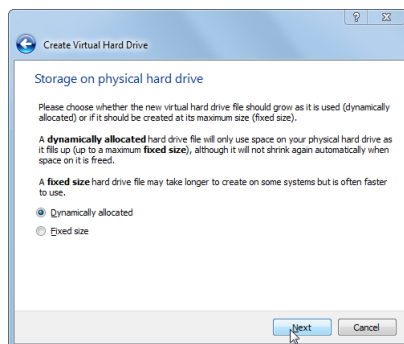 ?
Create Virtual Hard Drive
Storage on physical hard drive
Please choose whether the new virtual hard drive file should grow as it is used (dynamically
allocated) or if it should be created at its maximum size (fixed size).
A dynamically allocated hard drive file will only use space on your physical hard drive as
it fills up (up to a maximum fixed size), although it will not shrink again automatically when
space on it is freed.
A fixed size hard drive file may take longer to create on some systems but is often faster
to use.
Dynamically allocated
Fixed size
Next Cancel